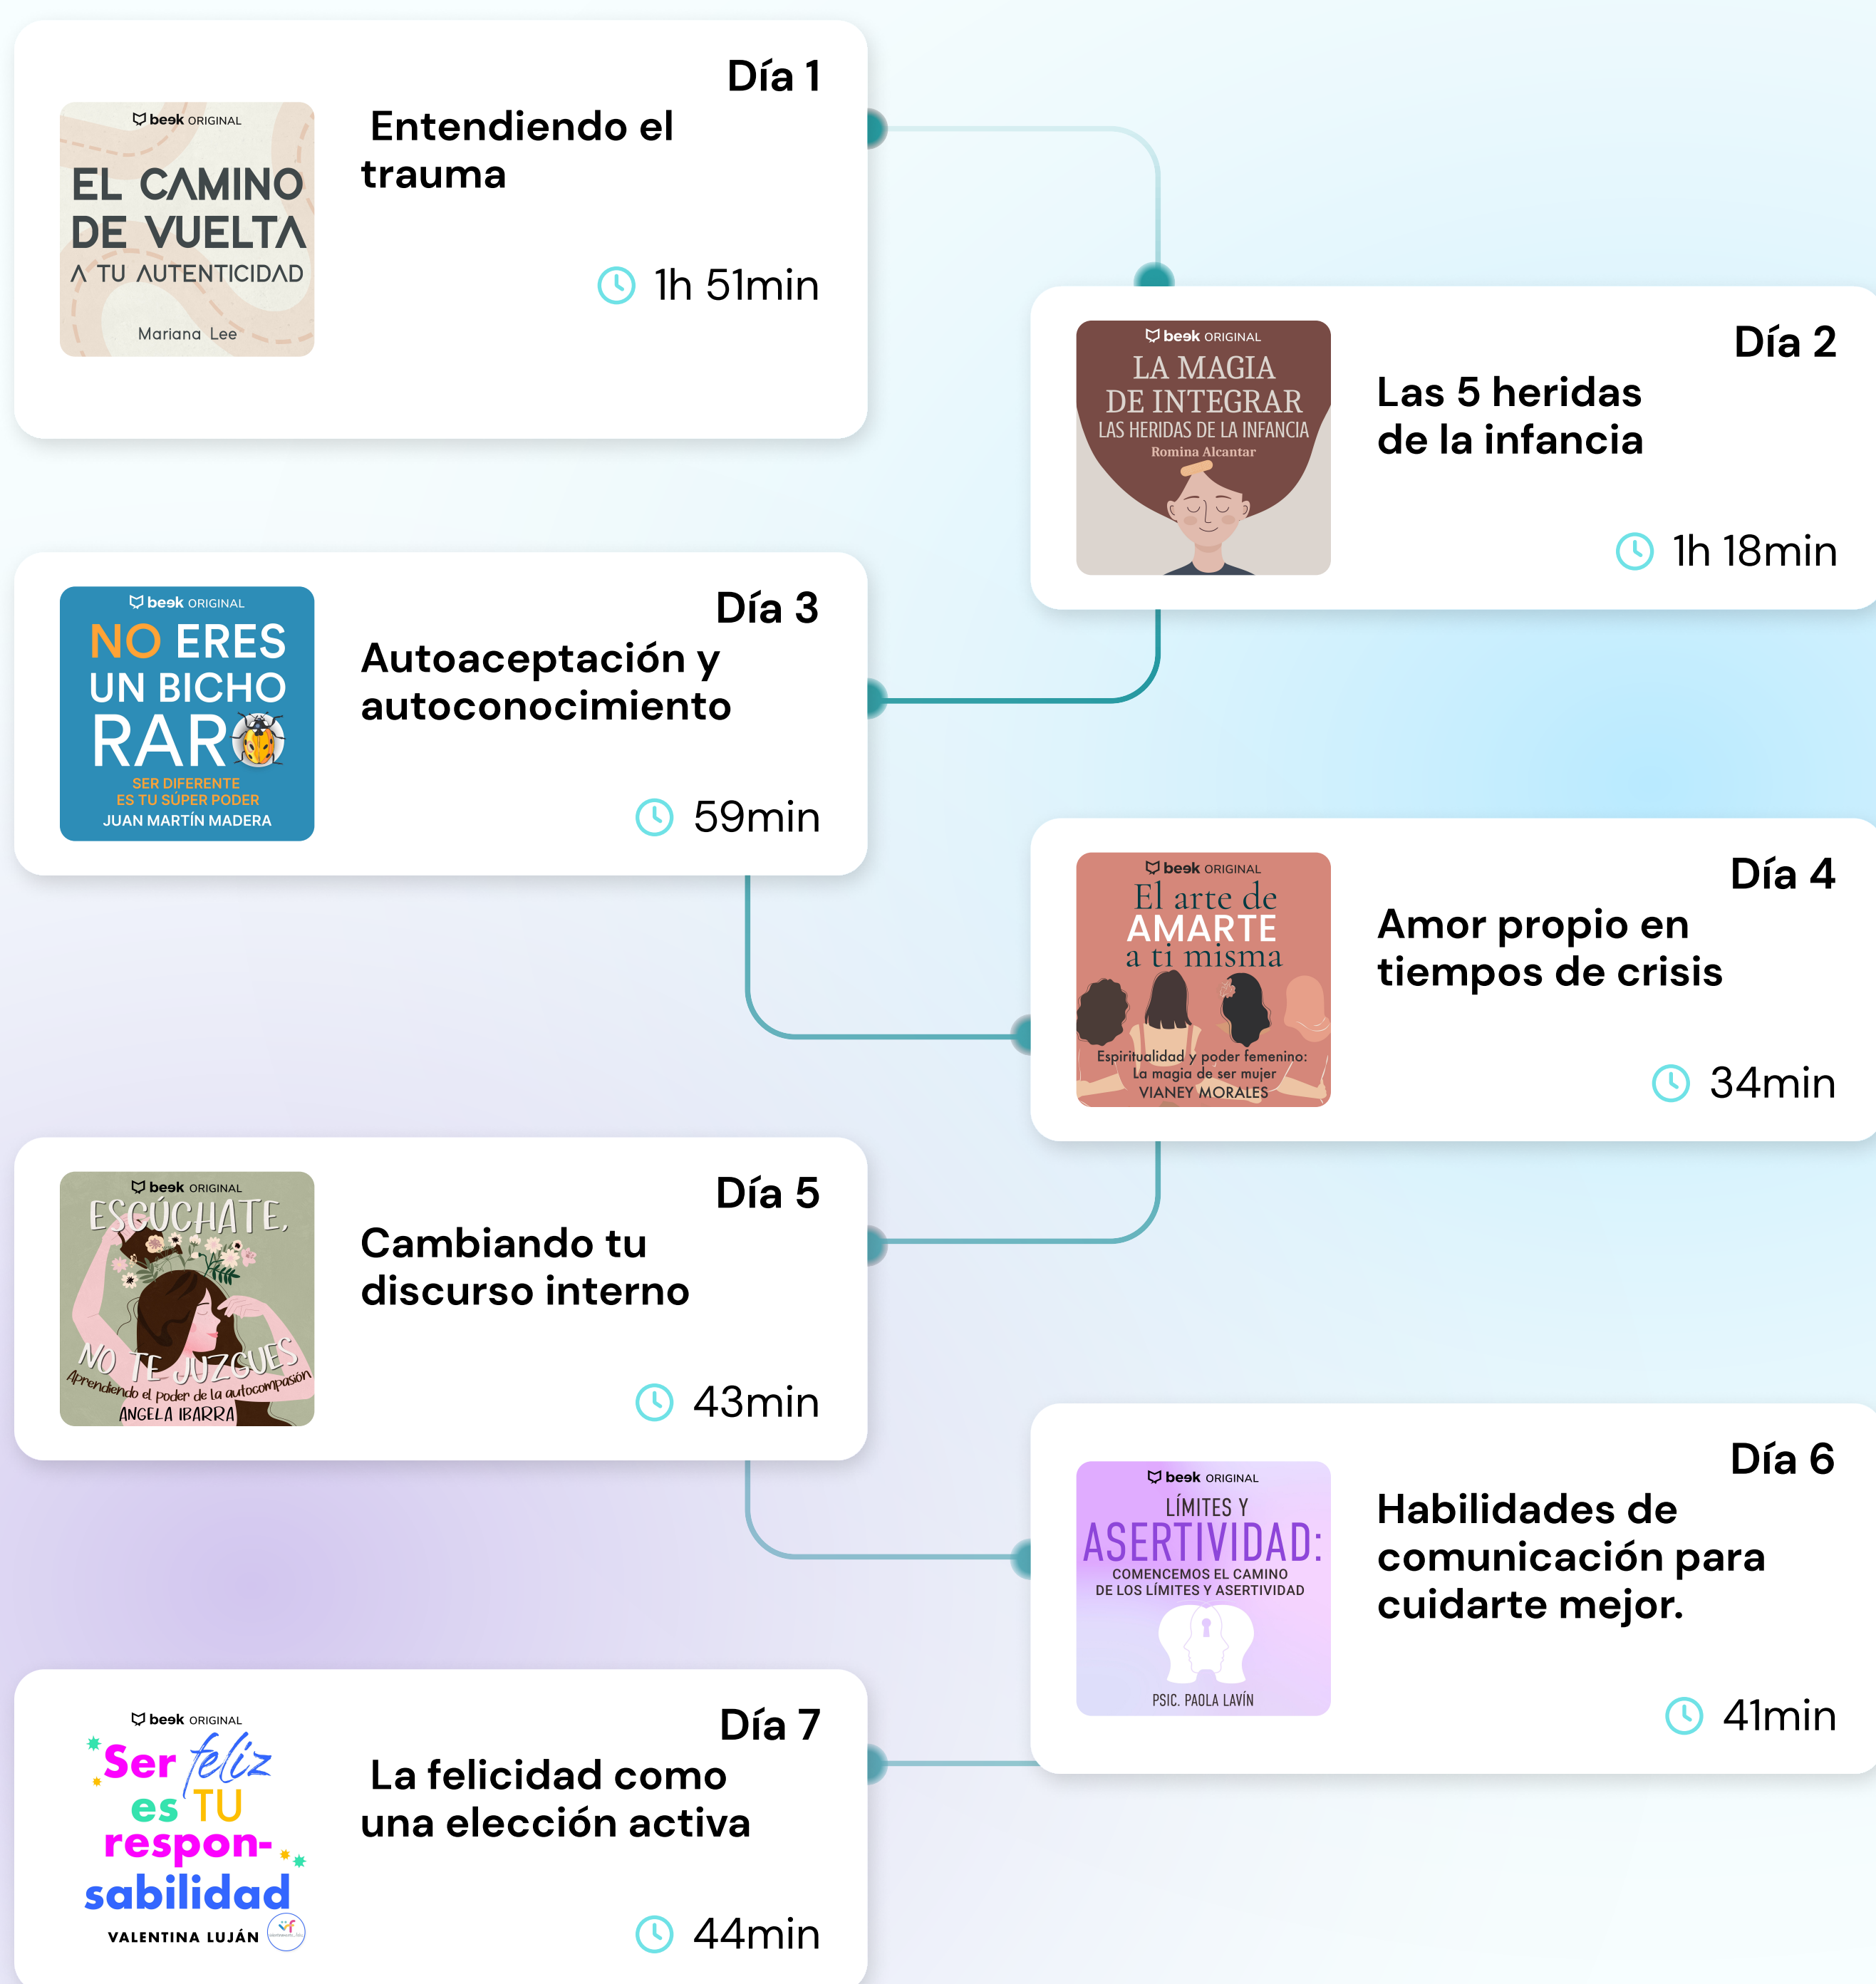 Día 1
beek ORIGINAL
EL CAMINO
DE VUELTA
A TU AUTENTICIDAD
Mariana Lee
Entendiendo el
trauma
1h 51min
Día 2
beek ORIGINAL
LA MAGIA
DE INTEGRAR
LAS HERIDAS DE LA INFANCIA
Romina Alcantar
Las 5 heridas
de la infancia
1h 18min
Día 3
beek ORIGINAL
NO ERES
UN BICHO
RARO
SER DIFERENTE
ES TU SÚPER PODER
JUAN MARTÍN MADERA
Autoaceptación y
autoconocimiento
59min
Día 4
beek ORIGINAL
El arte de
AMARTE
a ti misma
Espiritualidad y poder femenino:
La magia de ser mujer
VIANEY MORALES
Amor propio en
tiempos de crisis
34min
Día 5
beek ORIGINAL
ESCÚCHATE,
NO TE JUZGUES
Aprendiendo el poder de la autocompasión
ANGELA IBARRA
Cambiando tu
discurso interno
43min
Día 6
beek ORIGINAL
LÍMITES Y
ASERTIVIDAD:
COMENCEMOS EL CAMINO
DE LOS LÍMITES Y ASERTIVIDAD
PSIC. PAOLA LAVÍN
Habilidades de
comunicación para
cuidarte mejor.
41min
Día 7
beek ORIGINAL
Ser feliz
es TU
respon-
sabilidad
VALENTINA LUJÁN
La felicidad como
una elección activa
44min